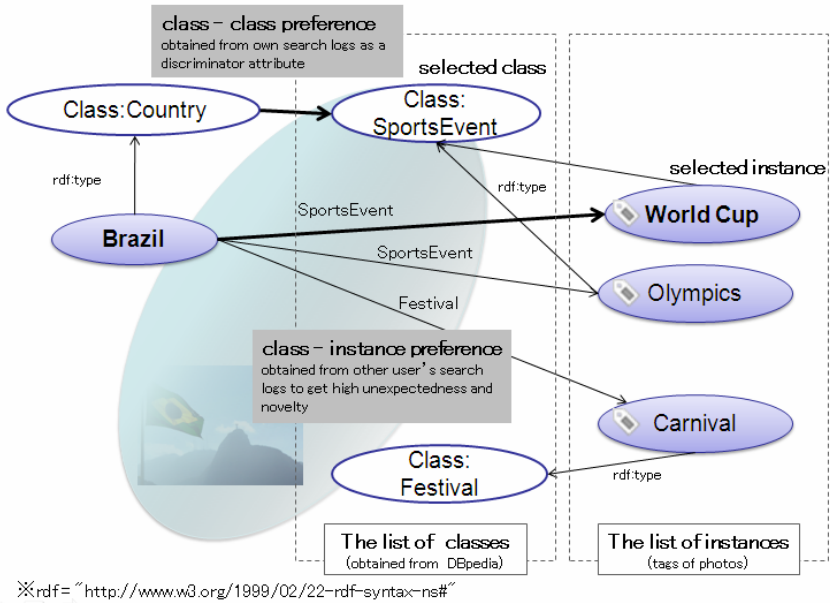 class - class preference
obtained from own search logs as a
discriminator attribute
selected class
Class:Country
Class:
SportsEvent
rdf:type
rdf:type
selected instance
SportsEvent
World Cup
Brazil
SportsEvent
Olympics
Festival
class - instance preference
obtained from other user's search
logs to get high unexpectedness and
novelty
Carnival
Class:
Festival
rdf:type
The list of classes
(obtained from DBpedia)
The list of instances
(tags of photos)
※rdf="http://www.w3.org/1999/02/22-rdf-syntax-ns#"